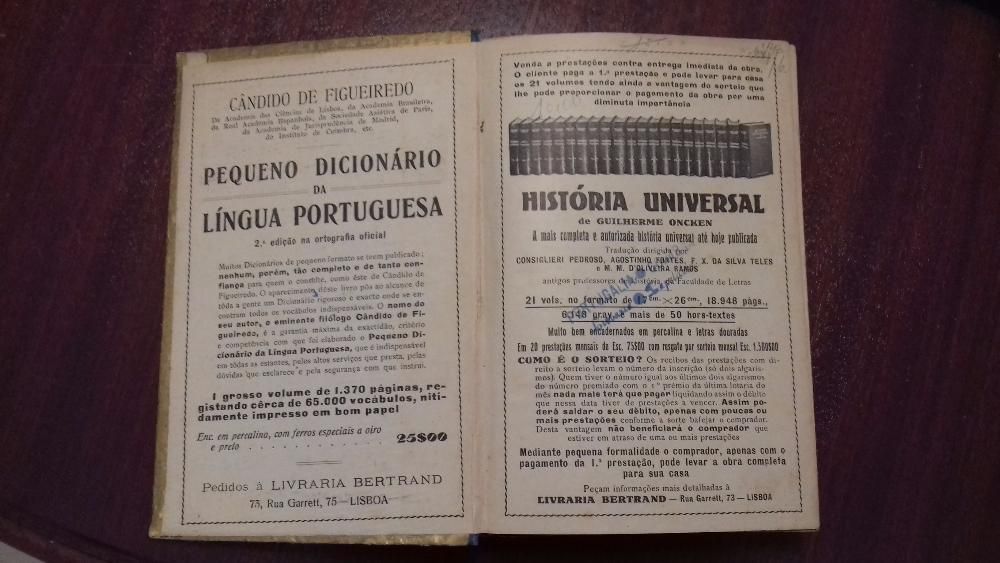 CÂNDIDO DE FIGUEIREDO
Da Academia das Ciências de Lisboa, da Academia Brasileira,
da Real Academia Espanhola, da Sociedade Asiática de Paris,
da Academia de Jurisprudência de Madrid,
do Instituto de Coimbra, etc.
PEQUENO DICIONÁRIO
DA
LÍNGUA PORTUGUESA
2.ª edição na ortografia oficial
Muitos Dicionários de pequeno formato se teem publicado;
nenhum, porém, tão completo e de tanta con-
fiança para quem o consulte, como êste de Cândido de
Figueiredo. O aparecimento dêste livro pôs ao alcance de
tôda a gente um Dicionário rigoroso e exacto onde se en-
contram todos os vocábulos indispensáveis. O nome do
seu autor, o eminente filólogo Cândido de Fi-
gueiredo, é a garantia máxima da exactidão, critério
e competência com que foi elaborado o Pequeno Di-
cionário da Língua Portuguesa, que é indispensável
em tôdas as estantes, pelos altos serviços que presta, pelas
dúvidas que esclarece e pela segurança com que instrui.
1 grosso volume de 1.370 páginas, re-
gistando cêrca de 65.000 vocábulos, niti-
damente impresso em bom papel
Enc. em percalina, com ferros especiais a oiro
e preto . . . . . . . . . . . . 25$00
Pedidos à LIVRARIA BERTRAND
73, Rua Garrett, 75 — LISBOA
Venda a prestações contra entrega imediata da obra.
O cliente paga a 1.ª prestação e pode levar para casa
os 21 volumes tendo ainda a vantagem do sorteio que
lhe pode proporcionar o pagamento da obra por uma
diminuta importância
HISTÓRIA UNIVERSAL
de GUILHERME ONCKEN
A mais completa e autorizada história universal até hoje publicada
Tradução dirigida por
CONSIGLIERI PEDROSO, AGOSTINHO FORTES, F. X. DA SILVA TELES
e M. M. D'OLIVEIRA RAMOS
antigos professores de História, da Faculdade de Letras
21 vols. no formato de cm. × 26 cm., 18.948 págs.,
6.148 grav. e mais de 50 hors-textes
Muito bem encadernados em percalina e letras douradas
Em 20 prestações mensais de Esc. 75$00 com resgate por sorteio mensal Esc. 1.500$00
COMO É O SORTEIO? Os recibos das prestações com di-
reito a sorteio levam o número da inscrição (só dois algaris-
mos). Quem tiver o número igual aos últimos dois algarismos
do número premiado com o 1.º prémio da última lotaria do
mês nada mais terá que pagar liquidando assim o débito
que nessa data tiver de prestações a vencer. Assim po-
derá saldar o seu débito, apenas com poucas ou
mais prestações conforme a sorte bafejar o comprador.
Desta vantagem não beneficiará o comprador que
estiver em atraso de uma ou mais prestações
Mediante pequena formalidade o comprador, apenas com o
pagamento da 1.ª prestação, pode levar a obra completa
para sua casa
Peçam informações mais detalhadas à
LIVRARIA BERTRAND — Rua Garrett, 73 — LISBOA